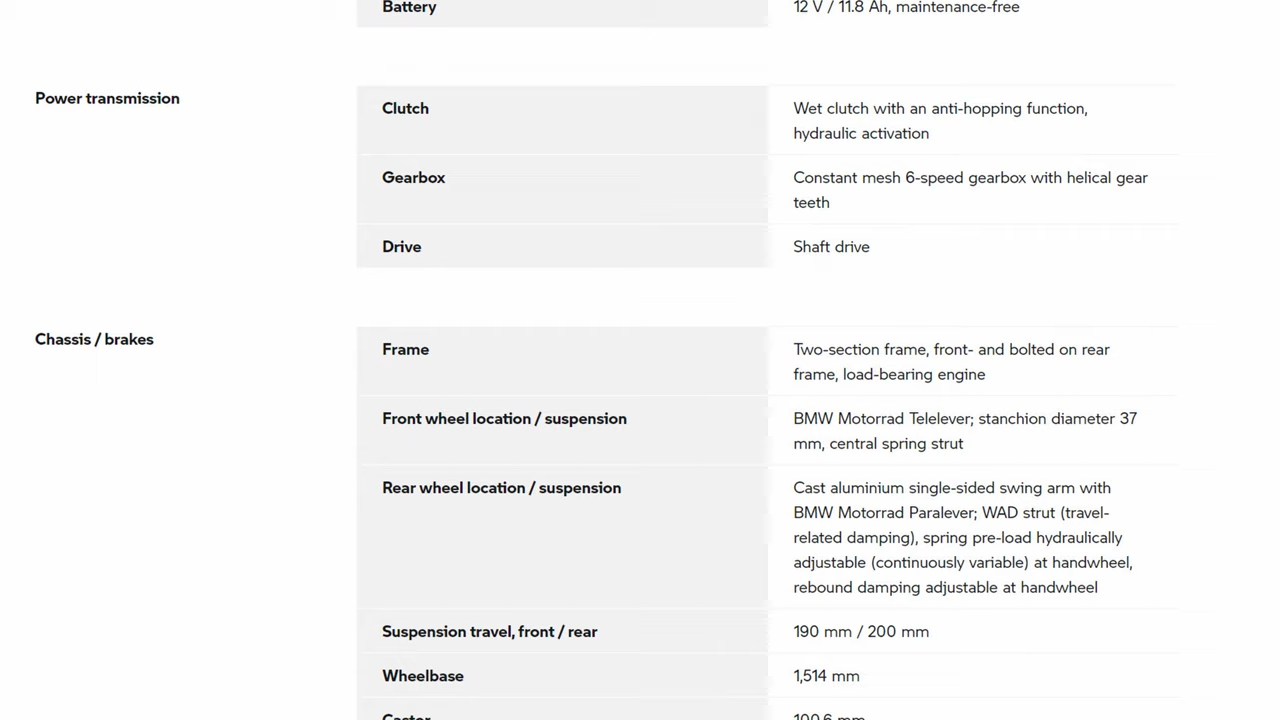 Battery 12 V / 11.8 Ah, maintenance-free
Power transmission
Clutch Wet clutch with an anti-hopping function,
hydraulic activation
Gearbox Constant mesh 6-speed gearbox with helical gear
teeth
Drive Shaft drive
Chassis / brakes
Frame Two-section frame, front- and bolted on rear
frame, load-bearing engine
Front wheel location / suspension BMW Motorrad Telelever; stanchion diameter 37
mm, central spring strut
Rear wheel location / suspension Cast aluminium single-sided swing arm with
BMW Motorrad Paralever; WAD strut (travel-
related damping), spring pre-load hydraulically
adjustable (continuously variable) at handwheel,
rebound damping adjustable at handwheel
Suspension travel, front / rear 190 mm / 200 mm
Wheelbase 1,514 mm
Castor 100.6 mm